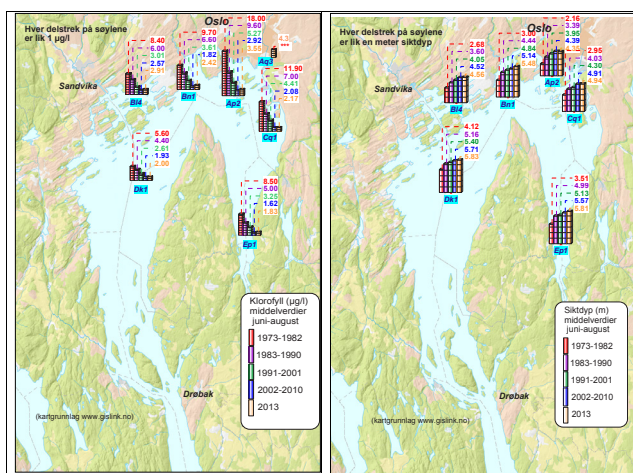 Hver delstrek på søylene
er lik 1 µg/l
Oslo
Sandvika
8.40
6.00
3.01
2.57
2.91
Bl4
9.70
6.60
3.61
1.82
2.42
Bn1
18.00
9.60
5.27
2.92
3.55
Ap2
4.3
***
Aq3
11.90
7.00
4.41
2.08
2.17
Cq1
5.60
4.40
2.61
1.93
2.00
Dk1
8.50
5.00
3.25
1.62
1.83
Ep1
Klorofyll (µg/l)
middelverdier
juni-august
1973-1982
1983-1990
1991-2001
2002-2010
2013
Drøbak
(kartgrunnlag www.gislink.no)
Hver delstrek på søylene
er lik en meter siktdyp
Oslo
Sandvika
2.68
3.60
4.05
4.52
4.56
Bl4
3.00
4.44
4.84
5.14
5.48
Bn1
2.16
3.39
3.95
4.39
Ap2
2.95
4.03
4.30
4.91
4.94
Cq1
4.12
5.16
5.40
5.71
5.83
Dk1
3.51
4.99
5.13
5.57
5.81
Ep1
Siktdyp (m)
middelverdier
juni-august
1973-1982
1983-1990
1991-2001
2002-2010
2013
Drøbak
(kartgrunnlag www.gislink.no)